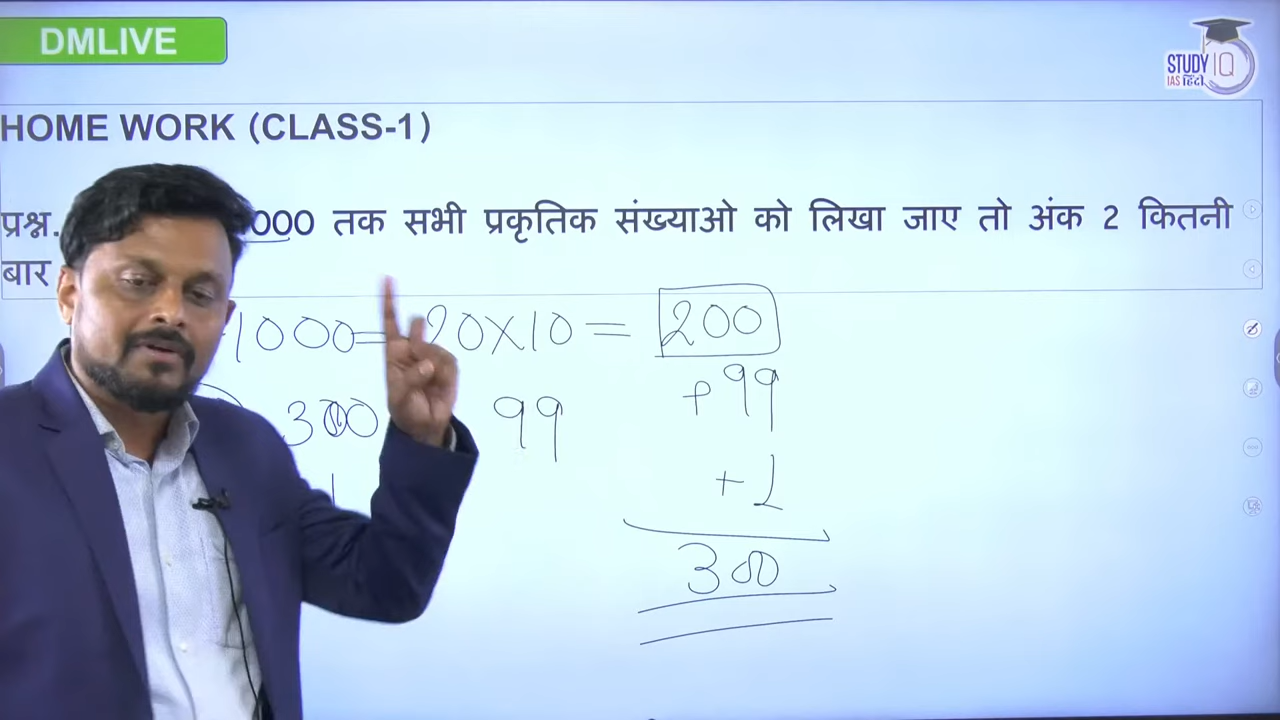 DMLIVE
STUDY IQ
IAS हिंदी
HOME WORK (CLASS-1)
प्रश्न. 000 तक सभी प्रकृतिक संख्याओ को लिखा जाए तो अंक 2 कितनी
बार
1000 = 20X10 = 200
300 99 +99
+1
300